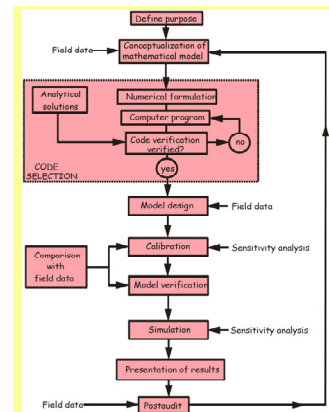 Define purpose
Field data
Conceptualization of
mathematical model
Analytical
solutions
Numerical formulation
Computer program
Code verification
verified?
no
CODE
SELECTION
yes
Model design
Field data
Comparison
with
field data
Calibration
Sensitivity analysis
Model verification
Simulation
Sensitivity analysis
Presentation of results
Field data
Postaudit